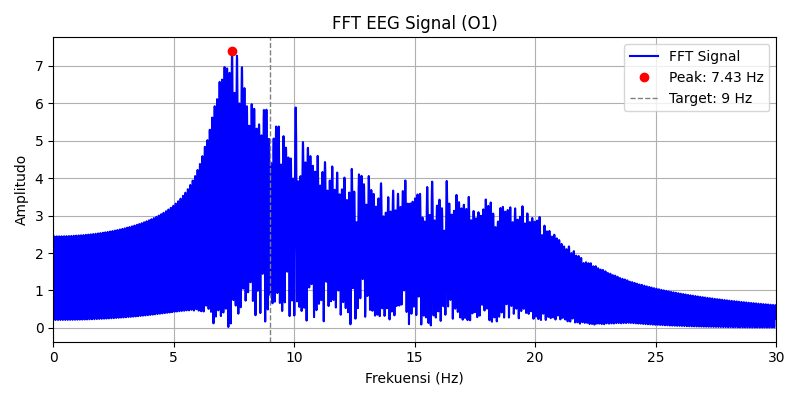 FFT EEG Signal (O1)
FFT Signal
Peak: 7.43 Hz
Target: 9 Hz
Amplitudo
7
6
5
4
3
2
1
0
0 5 10 15 20 25 30
Frekuensi (Hz)